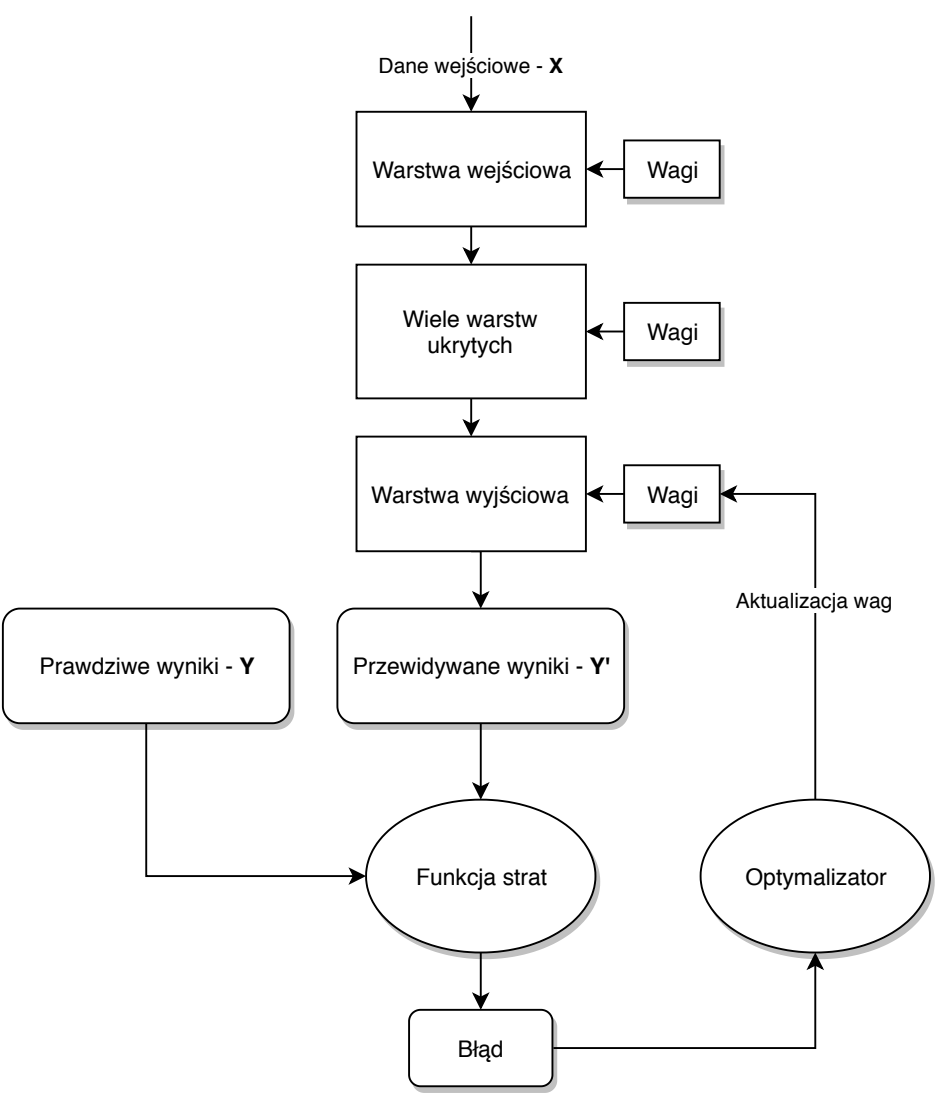 Dane wejściowe - X
Warstwa wejściowa
Wagi
Wiele warstw
ukrytych
Wagi
Warstwa wyjściowa
Wagi
Aktualizacja wag
Prawdziwe wyniki - Y
Przewidywane wyniki - Y'
Funkcja strat
Optymalizator
Błąd